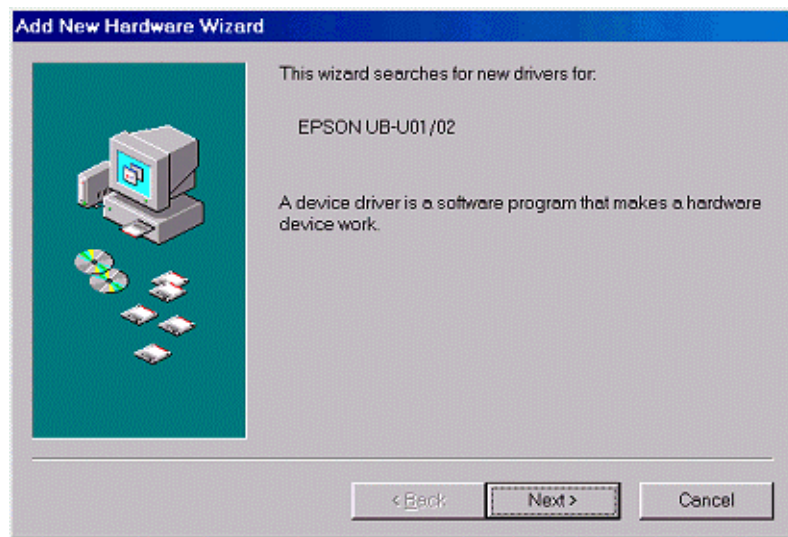 Add New Hardware Wizard
This wizard searches for new drivers for:
EPSON UB-U01/02
A device driver is a software program that makes a hardware
device work.
< Back
Next >
Cancel